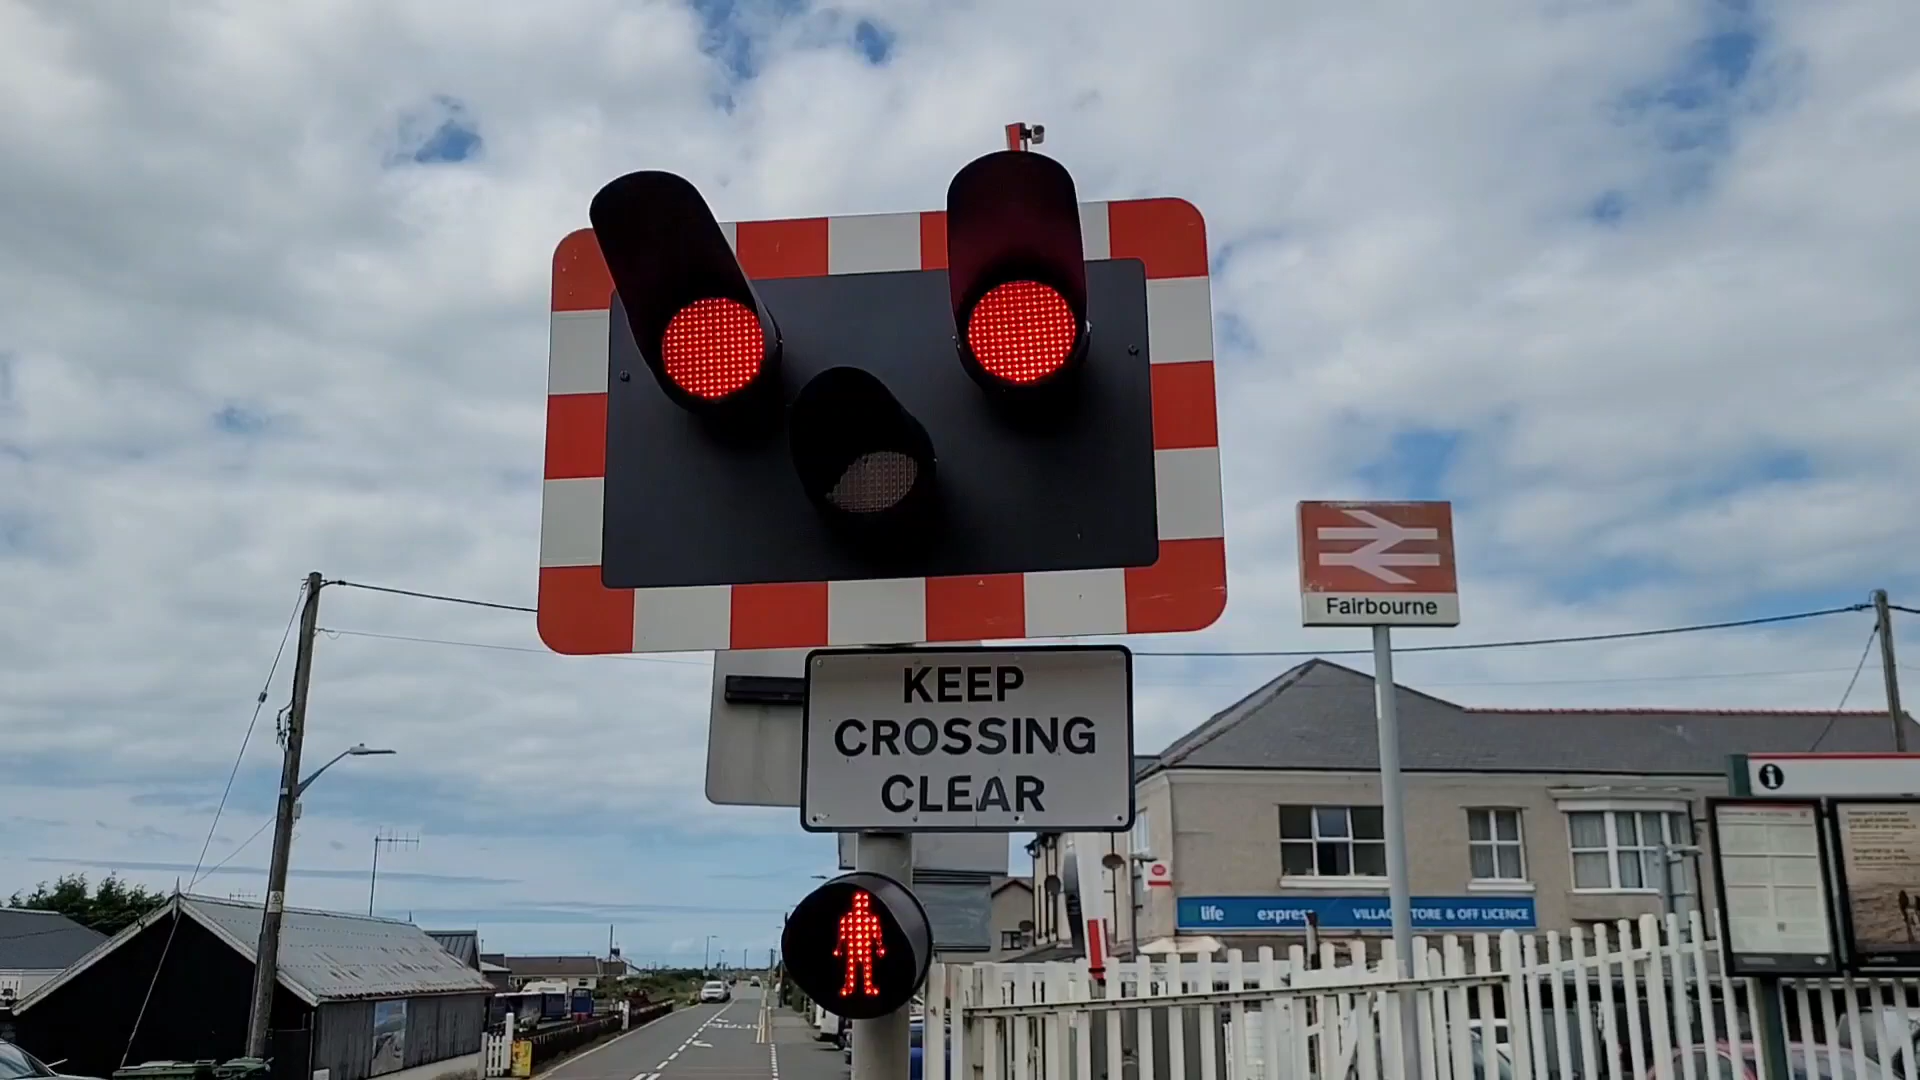 Fairbourne
KEEP
CROSSING
CLEAR
life express VILLAGE STORE & OFF LICENCE